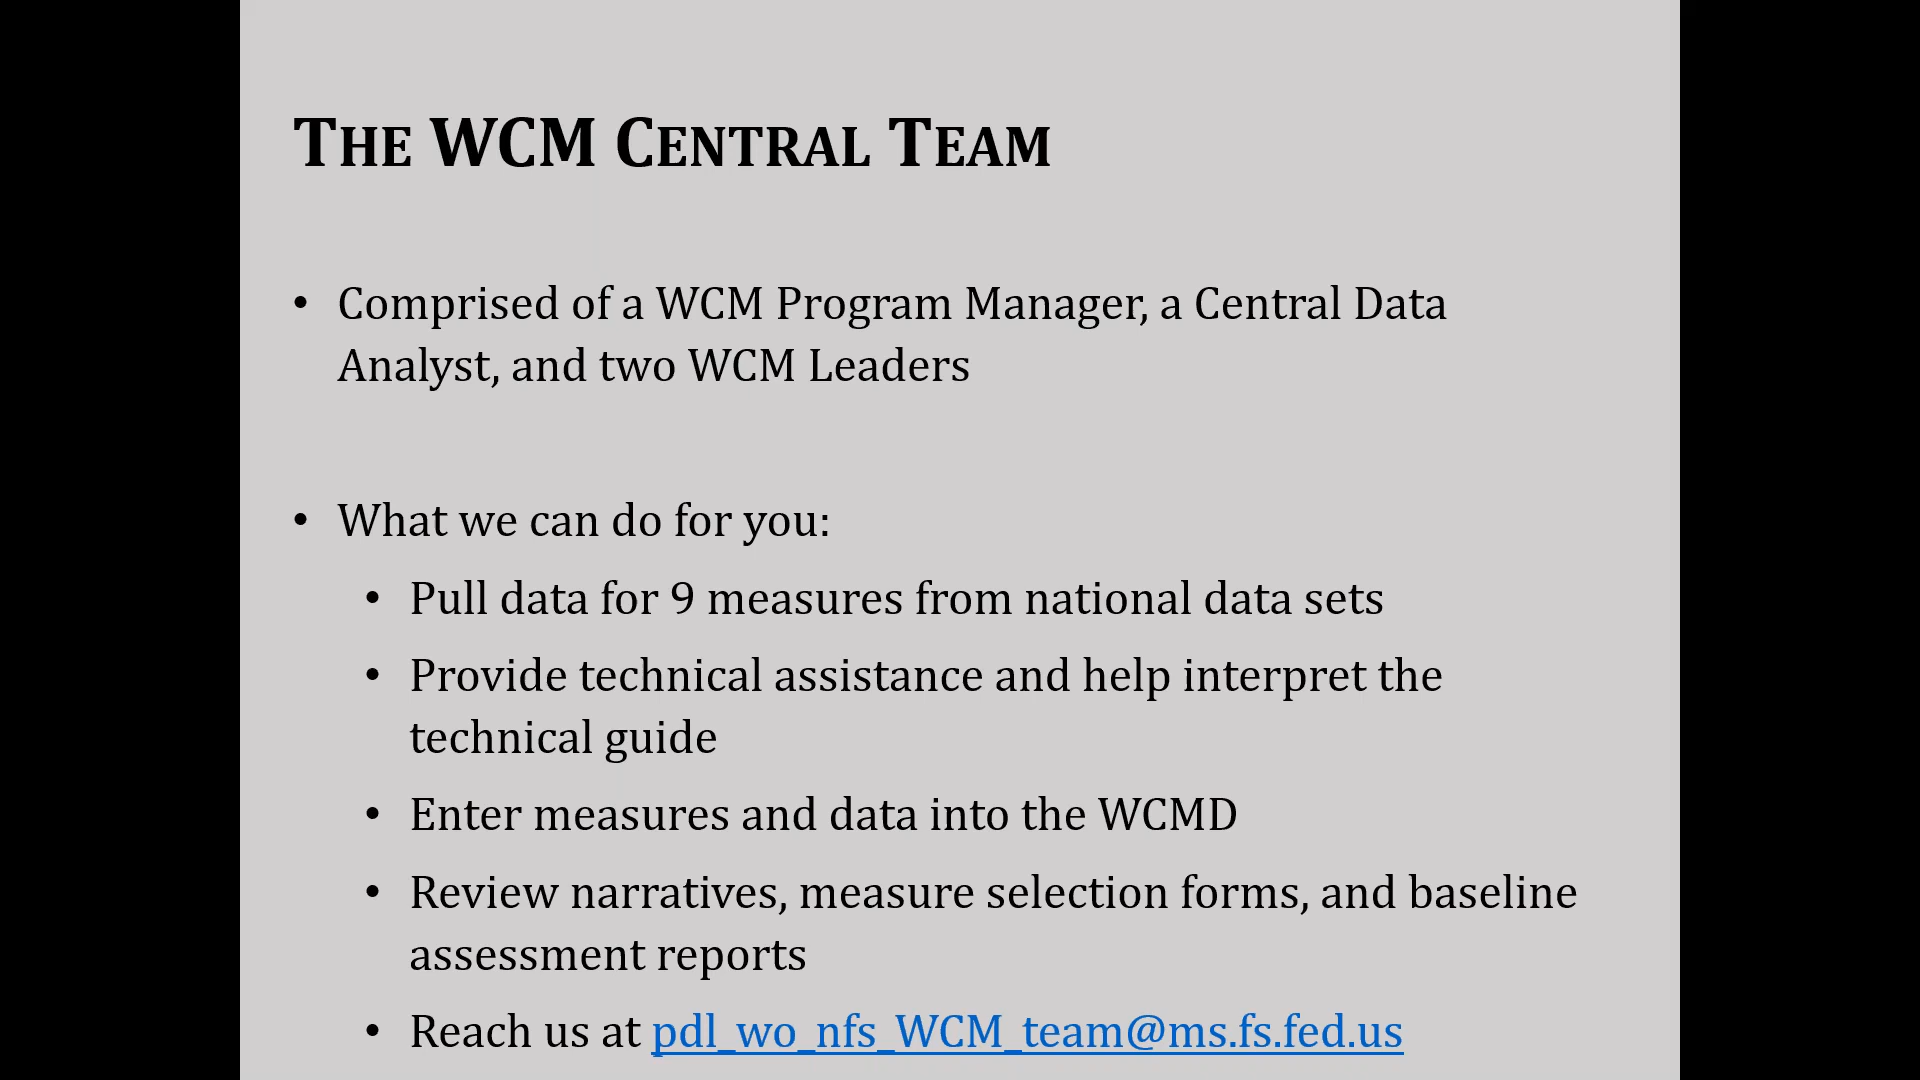 THE WCM CENTRAL TEAM
• Comprised of a WCM Program Manager, a Central Data
Analyst, and two WCM Leaders
• What we can do for you:
• Pull data for 9 measures from national data sets
• Provide technical assistance and help interpret the
technical guide
• Enter measures and data into the WCMD
• Review narratives, measure selection forms, and baseline
assessment reports
• Reach us at pdl_wo_nfs_WCM_team@ms.fs.fed.us